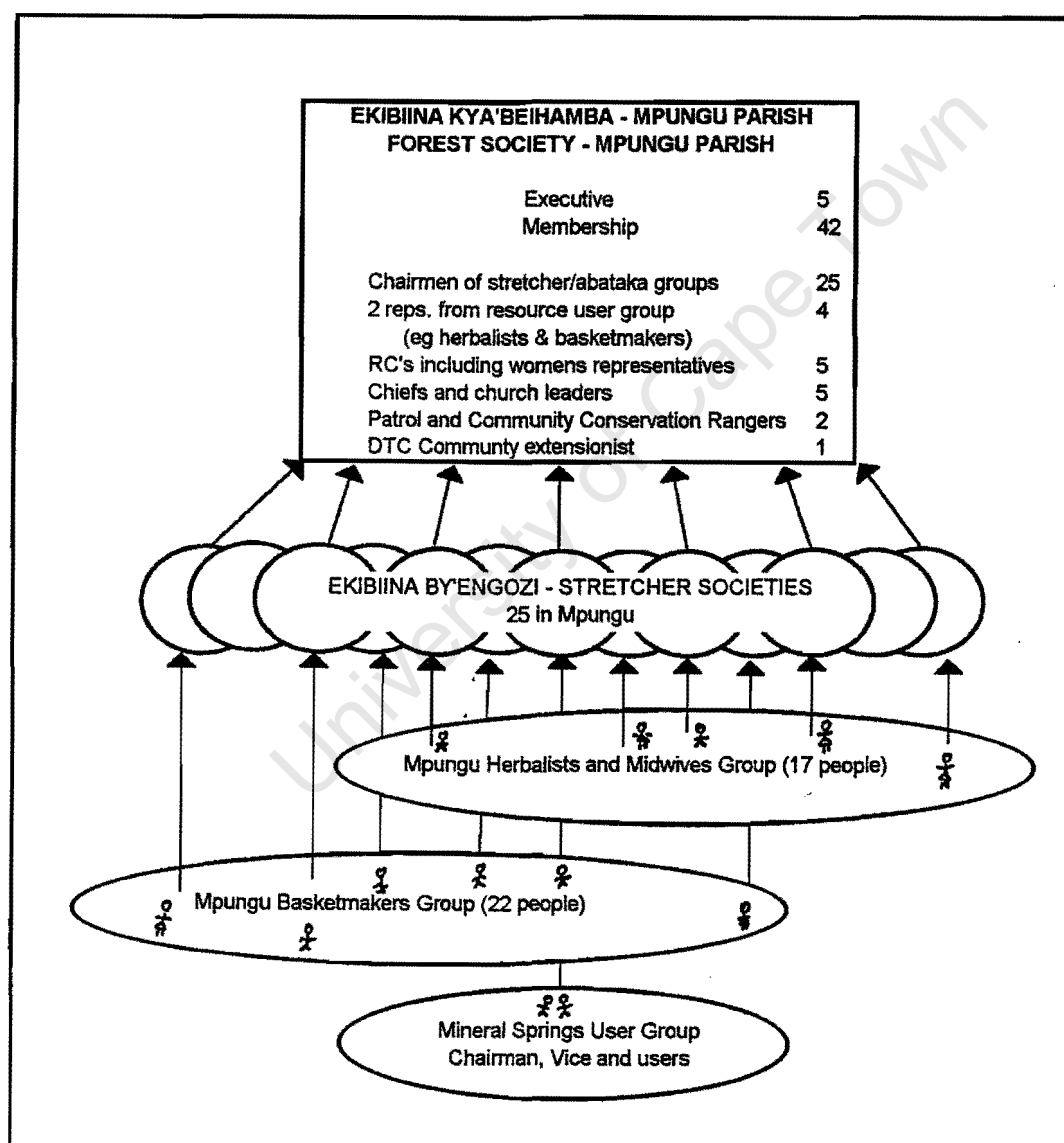 EKIBIINA KYA'BEIHAMBA - MPUNGU PARISH
FOREST SOCIETY - MPUNGU PARISH
Executive 5
Membership 42
Chairmen of stretcher/abataka groups 25
2 reps. from resource user group 4
(eg herbalists & basketmakers)
RC's including womens representatives 5
Chiefs and church leaders 5
Patrol and Community Conservation Rangers 2
DTC Communty extensionist 1
EKIBIINA BY'ENGOZI - STRETCHER SOCIETIES
25 in Mpungu
Mpungu Herbalists and Midwives Group (17 people)
Mpungu Basketmakers Group (22 people)
Mineral Springs User Group
Chairman, Vice and users
University of Cape Town